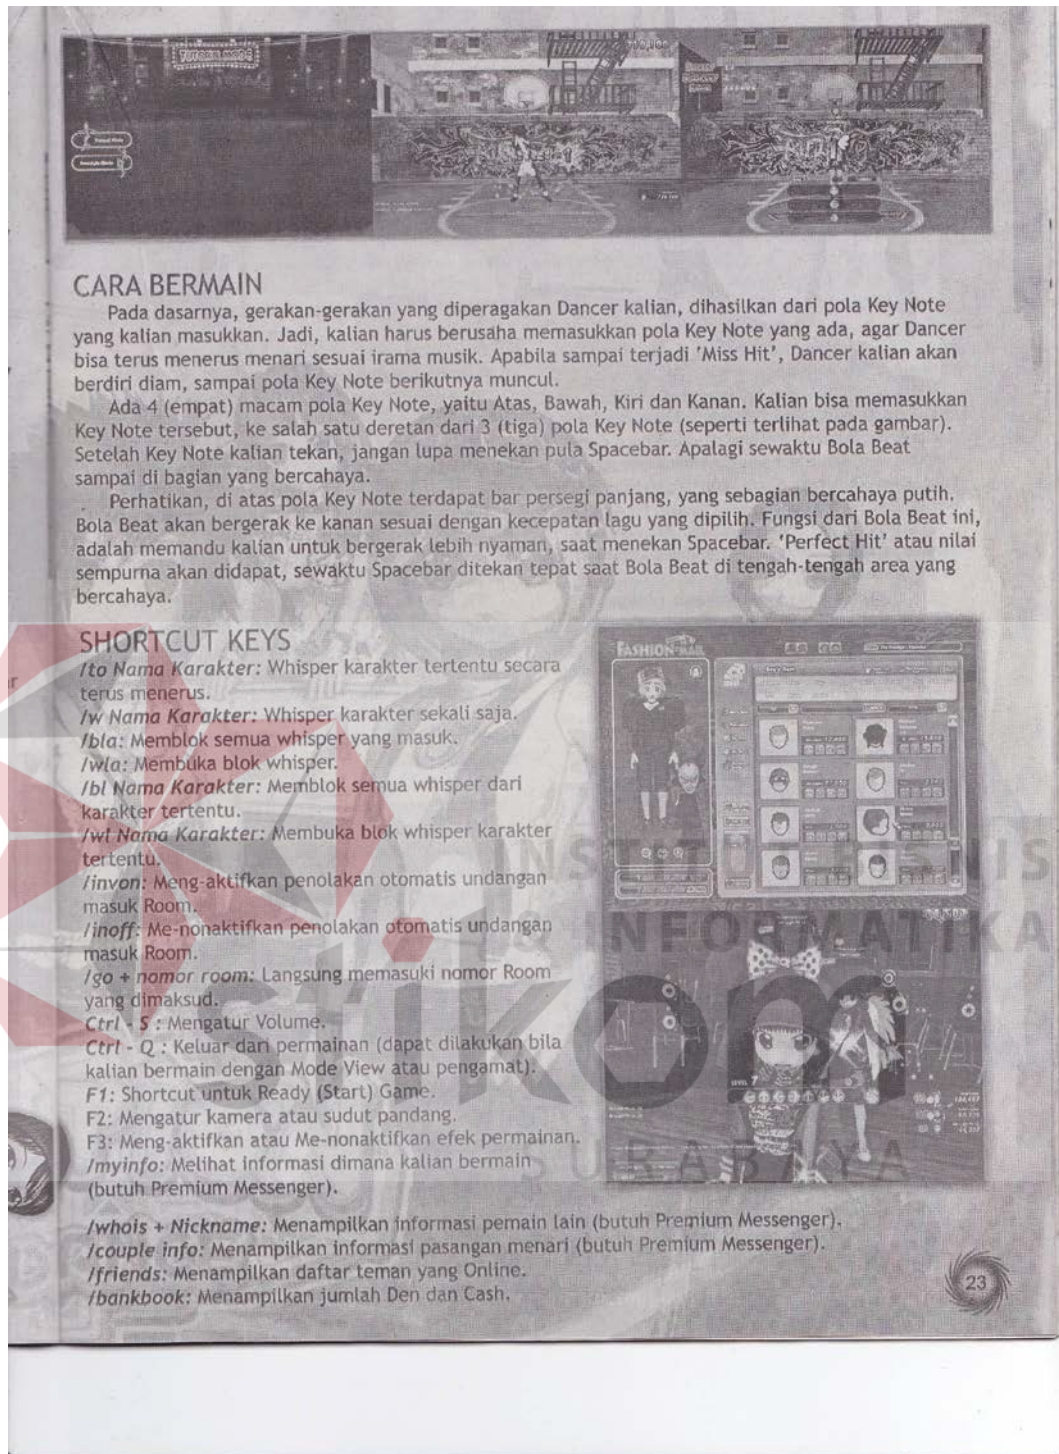 TUTORIAL MODE
CARA BERMAIN
Pada dasarnya, gerakan-gerakan yang diperagakan Dancer kalian, dihasilkan dari pola Key Note
yang kalian masukkan. Jadi, kalian harus berusaha memasukkan pola Key Note yang ada, agar Dancer
bisa terus menerus menari sesuai irama musik. Apabila sampai terjadi 'Miss Hit', Dancer kalian akan
berdiri diam, sampai pola Key Note berikutnya muncul.
Ada 4 (empat) macam pola Key Note, yaitu Atas, Bawah, Kiri dan Kanan. Kalian bisa memasukkan
Key Note tersebut, ke salah satu deretan dari 3 (tiga) pola Key Note (seperti terlihat pada gambar).
Setelah Key Note kalian tekan, jangan lupa menekan pula Spacebar. Apalagi sewaktu Bola Beat
sampai di bagian yang bercahaya.
Perhatikan, di atas pola Key Note terdapat bar persegi panjang, yang sebagian bercahaya putih.
Bola Beat akan bergerak ke kanan sesuai dengan kecepatan lagu yang dipilih. Fungsi dari Bola Beat ini,
adalah memandu kalian untuk bergerak lebih nyaman, saat menekan Spacebar. 'Perfect Hit' atau nilai
sempurna akan didapat, sewaktu Spacebar ditekan tepat saat Bola Beat di tengah-tengah area yang
bercahaya.
SHORTCUT KEYS
/to Nama Karakter: Whisper karakter tertentu secara
terus menerus.
/w Nama Karakter: Whisper karakter sekali saja.
/bla: Memblok semua whisper yang masuk.
/wla: Membuka blok whisper.
/bl Nama Karakter: Memblok semua whisper dari
karakter tertentu.
/wl Nama Karakter: Membuka blok whisper karakter
tertentu.
/invon: Meng-aktifkan penolakan otomatis undangan
masuk Room.
/inoff: Me-nonaktifkan penolakan otomatis undangan
masuk Room.
/go + nomor room: Langsung memasuki nomor Room
yang dimaksud.
Ctrl - S : Mengatur Volume.
Ctrl - Q : Keluar dari permainan (dapat dilakukan bila
kalian bermain dengan Mode View atau pengamat).
F1: Shortcut untuk Ready (Start) Game.
F2: Mengatur kamera atau sudut pandang.
F3: Meng-aktifkan atau Me-nonaktifkan efek permainan.
/myinfo: Melihat informasi dimana kalian bermain
(butuh Premium Messenger).
/whois + Nickname: Menampilkan informasi pemain lain (butuh Premium Messenger).
/couple info: Menampilkan informasi pasangan menari (butuh Premium Messenger).
/friends: Menampilkan daftar teman yang Online.
/bankbook: Menampilkan jumlah Den dan Cash.
FASHION MALL
LEVEL 7
INSTITUT BISNIS
& INFORMATIKA
stikom
SURABAYA
23